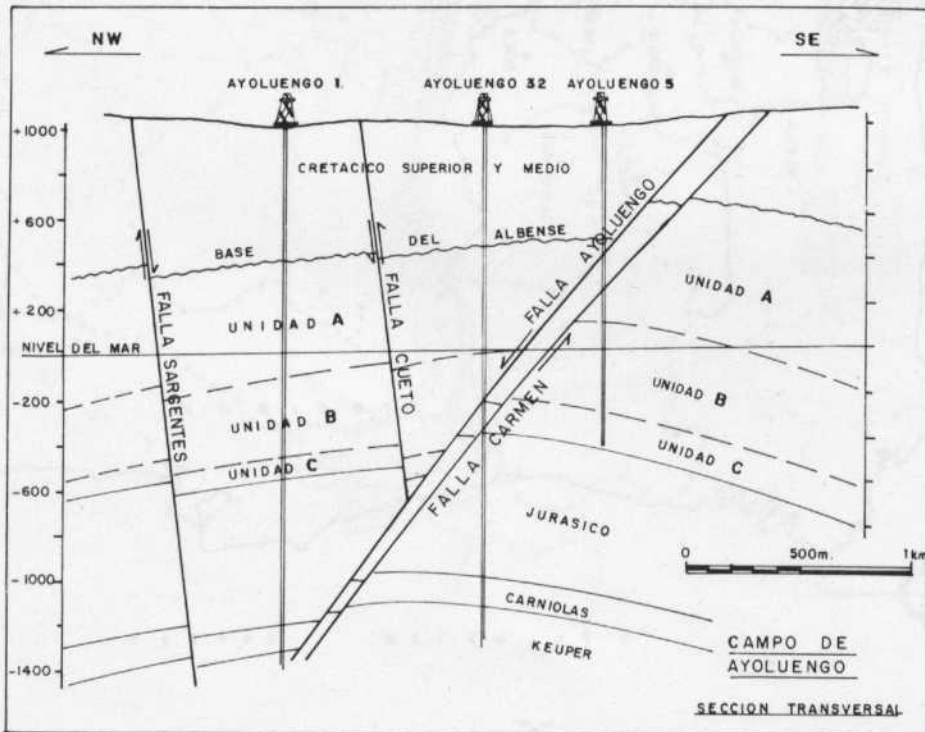 NW
SE
AYOLUENGO 1.
AYOLUENGO 32
AYOLUENGO 5
+1000
CRETACICO SUPERIOR Y MEDIO
+600
BASE DEL ALBENSE
FALLA AYOLUENGO
UNIDAD A
FALLA SARGENTES
UNIDAD A
FALLA CUETO
+200
NIVEL DEL MAR
-200
UNIDAD B
UNIDAD B
FALLA CARMEN
UNIDAD C
UNIDAD C
-600
JURASICO
0 500m. 1 km
-1000
CARNIOLAS
KEUPER
CAMPO DE
AYOLUENGO
-1400
SECCION TRANSVERSAL